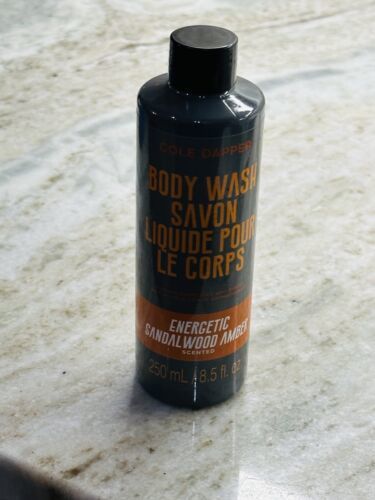 COLE DAPPER
BODY WASH
SAVON
LIQUIDE POUR
LE CORPS
ENERGETIC
SANDALWOOD AMBER
SCENTED
250 mL 8.5 fl. oz